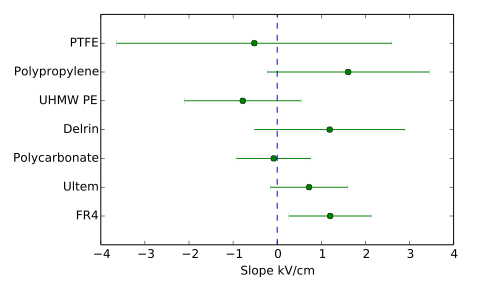 PTFE
Polypropylene
UHMW PE
Delrin
Polycarbonate
Ultem
FR4
−4 −3 −2 −1 0 1 2 3 4
Slope kV/cm